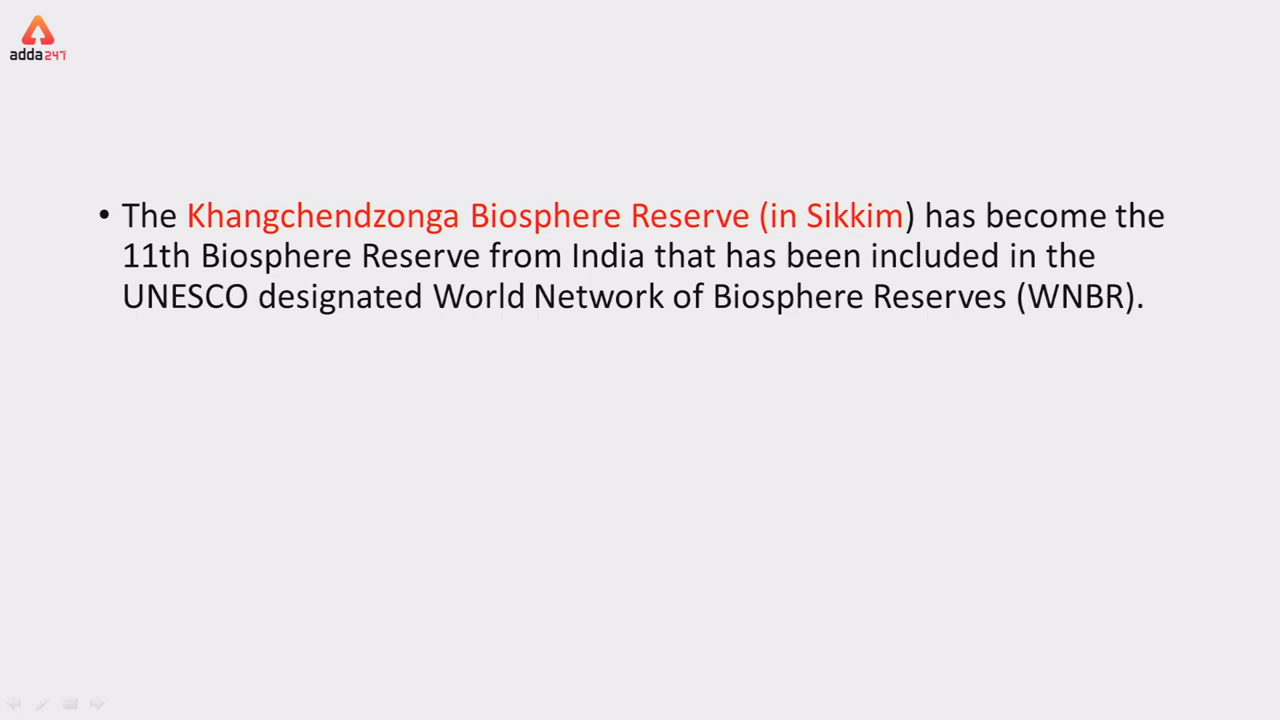 adda247
• The Khangchendzonga Biosphere Reserve (in Sikkim) has become the
11th Biosphere Reserve from India that has been included in the
UNESCO designated World Network of Biosphere Reserves (WNBR).